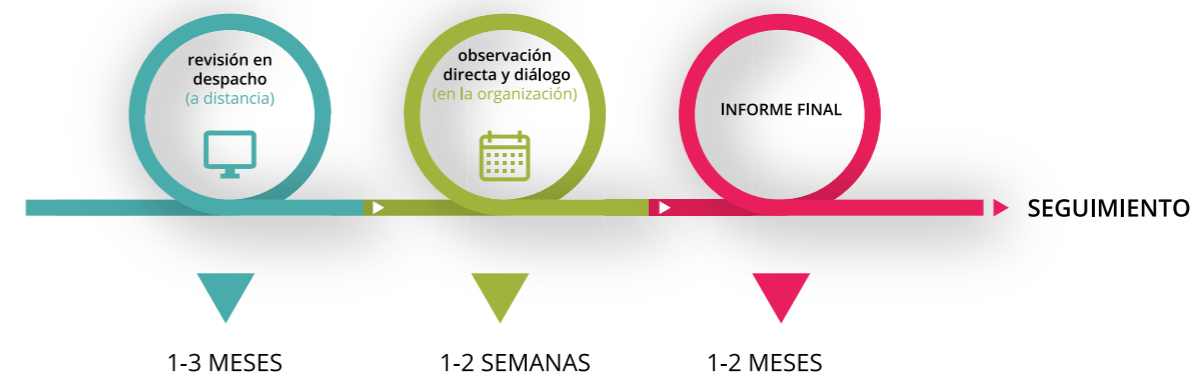 revisión en
despacho
(a distancia)
observación
directa y diálogo
(en la organización)
INFORME FINAL
SEGUIMIENTO
1-3 MESES
1-2 SEMANAS
1-2 MESES